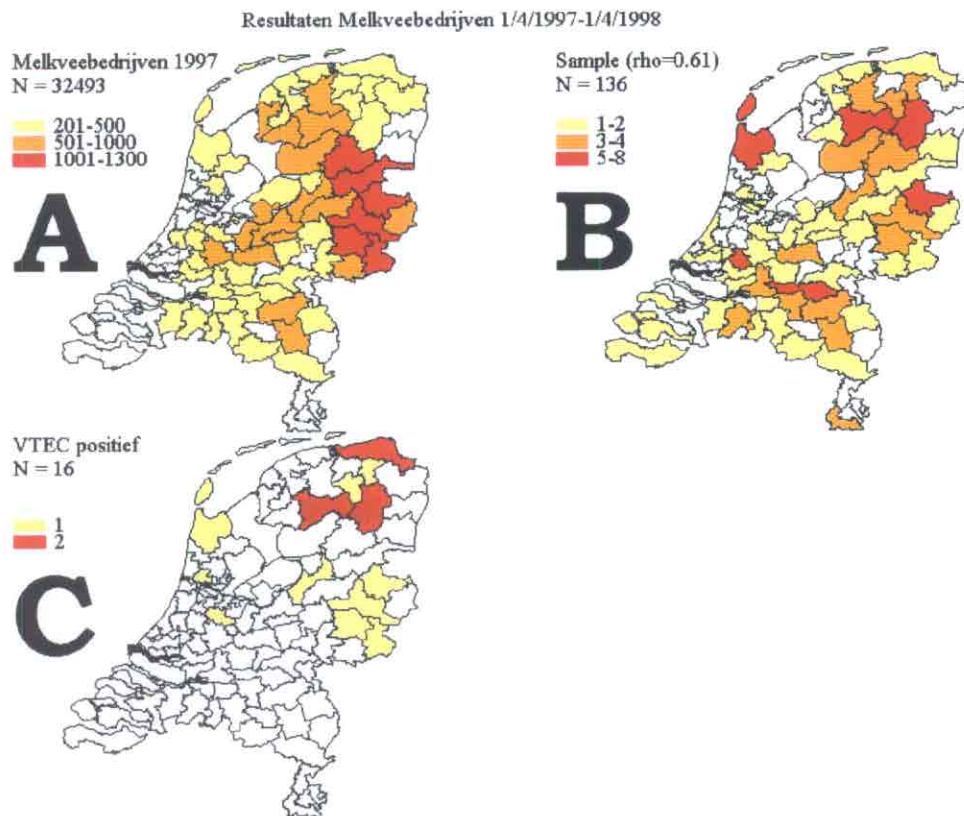 Resultaten Melkveebedrijven 1/4/1997-1/4/1998
Melkveebedrijven 1997
N = 32493
201-500
501-1000
1001-1300
A
Sample (rho=0.61)
N = 136
1-2
3-4
5-8
B
VTEC positief
N = 16
1
2
C